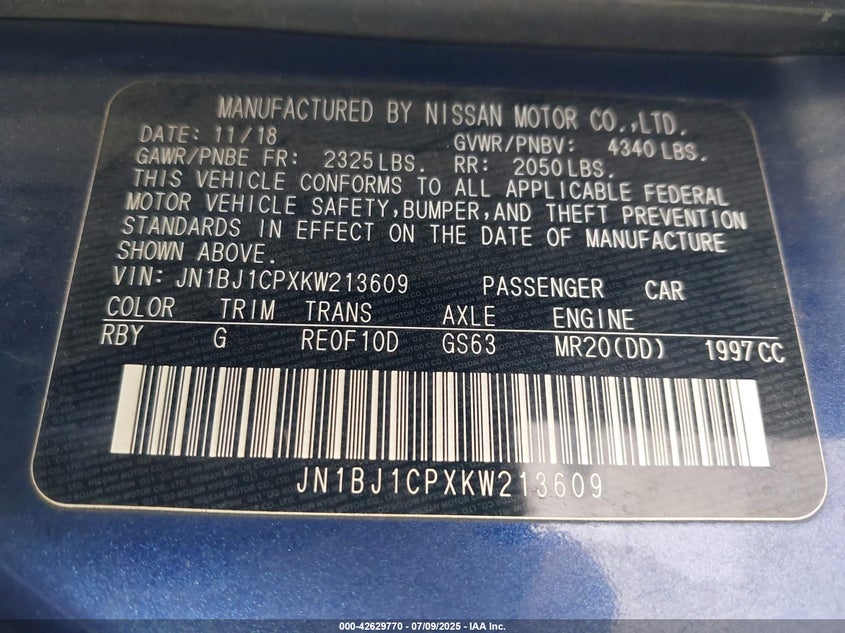 MANUFACTURED BY NISSAN MOTOR CO.,LTD.
DATE: 11/18 GVWR/PNBV: 4340 LBS.
GAWR/PNBE FR: 2325 LBS. RR: 2050 LBS.
THIS VEHICLE CONFORMS TO ALL APPLICABLE FEDERAL
MOTOR VEHICLE SAFETY,BUMPER,AND THEFT PREVENTION
STANDARDS IN EFFECT ON THE DATE OF MANUFACTURE
SHOWN ABOVE.
VIN: JN1BJ1CPXKW213609 PASSENGER CAR
COLOR TRIM TRANS AXLE ENGINE
RBY G RE0F10D GS63 MR20(DD) 1997 CC
JN1BJ1CPXKW213609
000-42629770 - 07/09/2025 - IAA Inc.